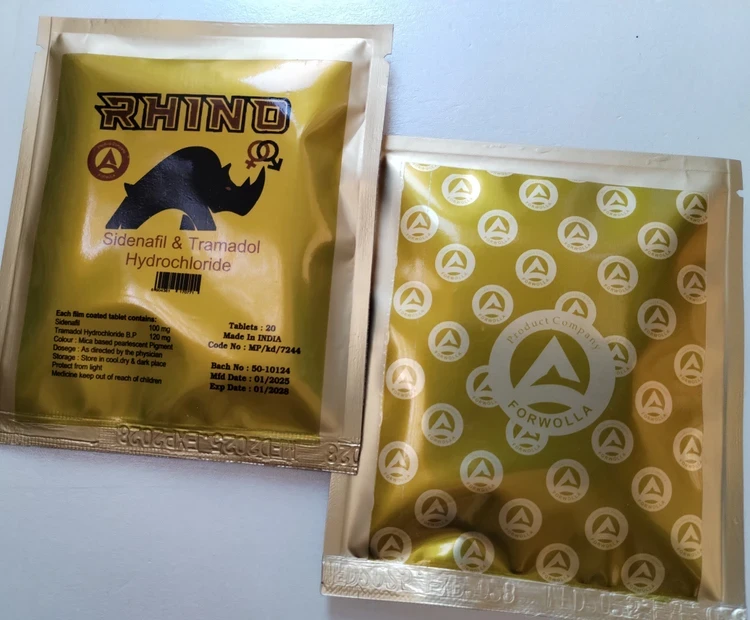 RHINO
Sidenafil & Tramadol
Hydrochloride
Each film coated tablet contains:
Sidenafil 100 mg
Tramadol Hydrochloride B.P 120 mg
Colour : Mica based pearlescent Pigment
Dosege : As directed by the physician
Storage : Store in cool,dry & dark place
Protect from light
Medicine keep out of reach of children
Tablets : 20
Made In INDIA
Code No : MP/kd/7244
Bach No : 50-10124
Mfd Date : 01/2025
Exp Date : 01/2028
Product Company
FORWOLLA